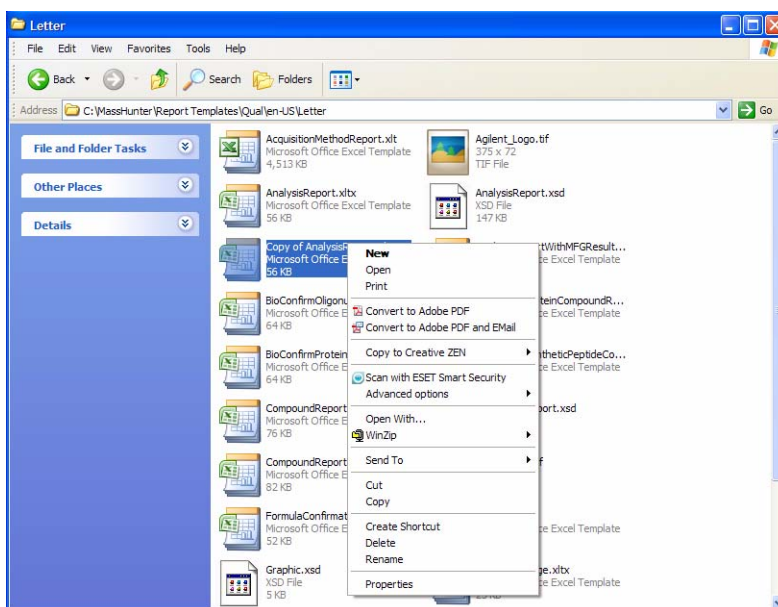 Letter
File Edit View Favorites Tools Help
Back Search Folders
Address C:\MassHunter\Report Templates\Qual\en-US\Letter Go
File and Folder Tasks
Other Places
Details
AcquisitionMethodReport.xlt
Microsoft Office Excel Template
4,513 KB
Agilent_Logo.tif
375 x 72
TIF File
AnalysisReport.xltx
Microsoft Office Excel Template
56 KB
AnalysisReport.xsd
XSD File
147 KB
Copy of AnalysisR
Microsoft Office E
56 KB
tWithMFGResult...
ce Excel Template
BioConfirmOligonu
Microsoft Office E
64 KB
teinCompoundR...
ce Excel Template
BioConfirmProtein
Microsoft Office E
64 KB
theticPeptideCo...
ce Excel Template
CompoundReport
Microsoft Office E
76 KB
port.xsd
CompoundReport
Microsoft Office E
82 KB
FormulaConfirmat
Microsoft Office E
52 KB
ce Excel Template
Graphic.xsd
XSD File
5 KB
ge.xltx
ce Excel Template
New
Open
Print
Convert to Adobe PDF
Convert to Adobe PDF and EMail
Copy to Creative ZEN
Scan with ESET Smart Security
Advanced options
Open With...
WinZip
Send To
Cut
Copy
Create Shortcut
Delete
Rename
Properties